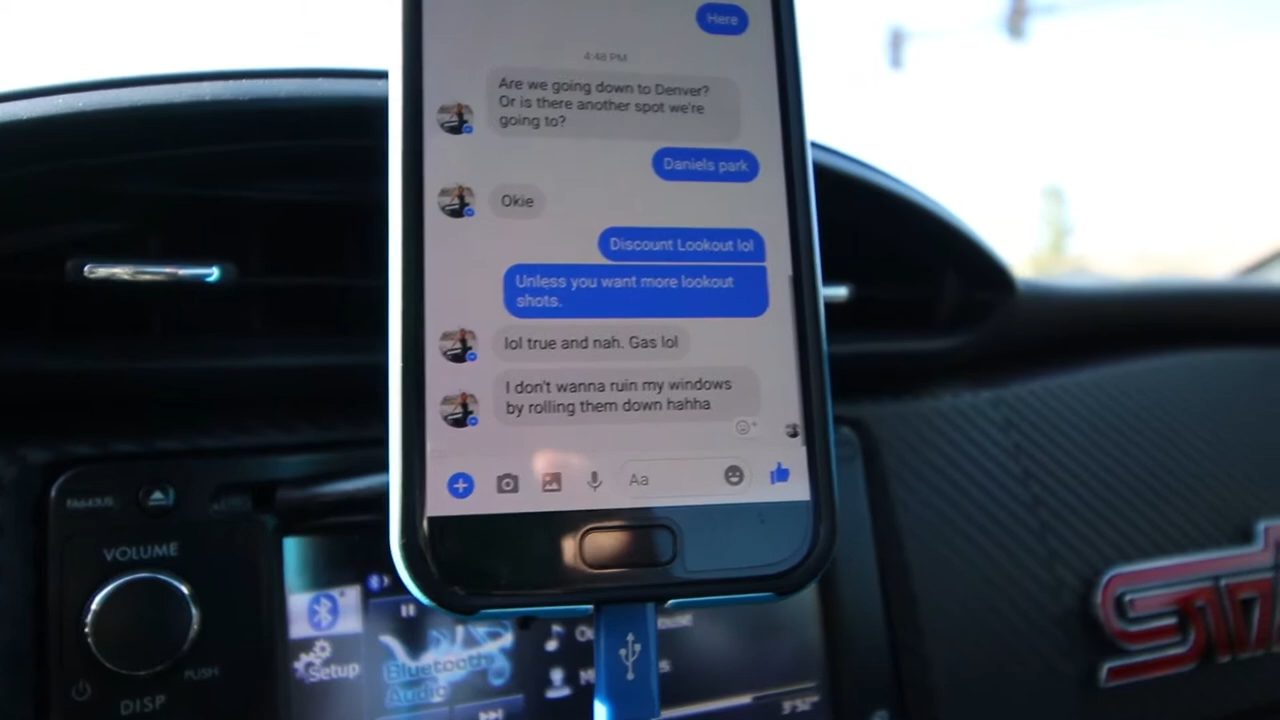 Here
4:48 PM
Are we going down to Denver?
Or is there another spot we're
going to?
Daniels park
Okie
Discount Lookout lol
Unless you want more lookout
shots.
lol true and nah. Gas lol
I don't wanna ruin my windows
by rolling them down hahha
Aa
VOLUME
PUSH
DISP
Setup
Bluetooth
Audio
STI